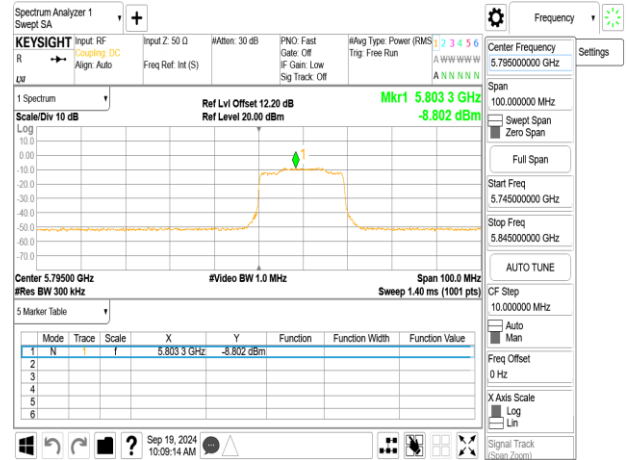 Spectrum Analyzer 1
Swept SA
+
Frequency
KEYSIGHT
Input: RF
Input Z: 50 Ω
#Atten: 30 dB
PNO: Fast
#Avg Type: Power (RMS
1 2 3 4 5 6
R
Coupling: DC
Gate: Off
Trig: Free Run
Align: Auto
Freq Ref: Int (S)
IF Gain: Low
A W W W W W
Sig Track: Off
A N N N N N
LXI
Center Frequency
5.795000000 GHz
Settings
1 Spectrum
Ref Lvl Offset 12.20 dB
Mkr1 5.803 3 GHz
Scale/Div 10 dB
Ref Level 20.00 dBm
-8.802 dBm
Span
100.000000 MHz
Swept Span
Zero Span
Full Span
Start Freq
5.745000000 GHz
Stop Freq
5.845000000 GHz
AUTO TUNE
CF Step
10.000000 MHz
Auto
Man
Freq Offset
0 Hz
X Axis Scale
Log
Lin
Signal Track
(Span Zoom)
Log
10.0
0.00
-10.0
-20.0
-30.0
-40.0
-50.0
-60.0
-70.0
1
Center 5.79500 GHz
#Video BW 1.0 MHz
Span 100.0 MHz
#Res BW 300 kHz
Sweep 1.40 ms (1001 pts)
5 Marker Table
Mode Trace Scale X Y Function Function Width Function Value
1 N 1 f 5.803 3 GHz -8.802 dBm
2
3
4
5
6
?
Sep 19, 2024
10:09:14 AM